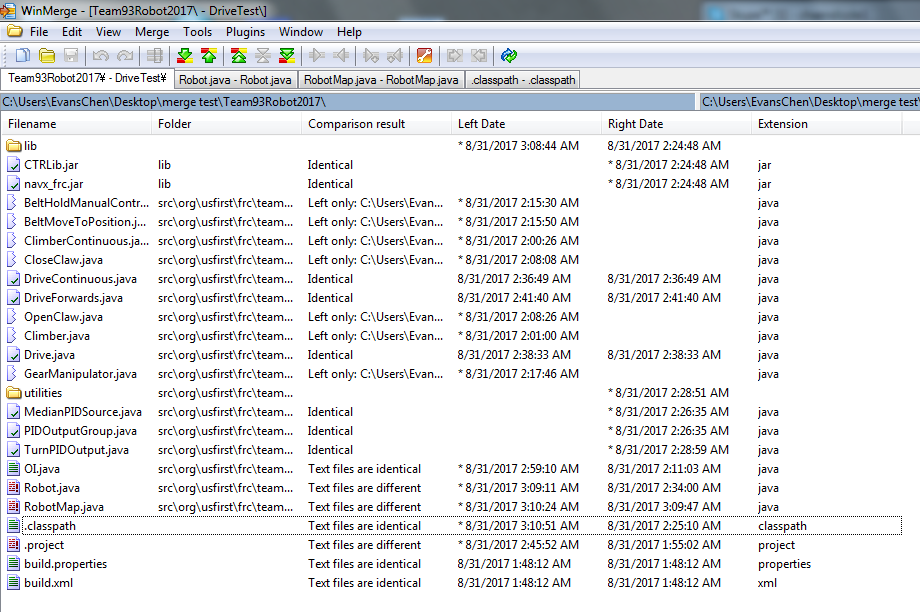 WinMerge - [Team93Robot2017\ - DriveTest\]
File Edit View Merge Tools Plugins Window Help
Team93Robot2017¥ - DriveTest¥ Robot.java - Robot.java RobotMap.java - RobotMap.java .classpath - .classpath
C:\Users\EvansChen\Desktop\merge test\Team93Robot2017\ C:\Users\EvansChen\Desktop\merge test\
Filename Folder Comparison result Left Date Right Date Extension
lib * 8/31/2017 3:08:44 AM 8/31/2017 2:24:48 AM
CTRLib.jar lib Identical * 8/31/2017 2:24:48 AM jar
navx_frc.jar lib Identical * 8/31/2017 2:24:48 AM jar
BeltHoldManualContr... src\org\usfirst\frc\team... Left only: C:\Users\Evan... * 8/31/2017 2:15:30 AM java
BeltMoveToPosition.j... src\org\usfirst\frc\team... Left only: C:\Users\Evan... * 8/31/2017 2:15:50 AM java
ClimberContinuous.ja... src\org\usfirst\frc\team... Left only: C:\Users\Evan... * 8/31/2017 2:00:26 AM java
CloseClaw.java src\org\usfirst\frc\team... Left only: C:\Users\Evan... * 8/31/2017 2:08:08 AM java
DriveContinuous.java src\org\usfirst\frc\team... Identical 8/31/2017 2:36:49 AM 8/31/2017 2:36:49 AM java
DriveForwards.java src\org\usfirst\frc\team... Identical 8/31/2017 2:41:40 AM 8/31/2017 2:41:40 AM java
OpenClaw.java src\org\usfirst\frc\team... Left only: C:\Users\Evan... * 8/31/2017 2:08:26 AM java
Climber.java src\org\usfirst\frc\team... Left only: C:\Users\Evan... * 8/31/2017 2:01:00 AM java
Drive.java src\org\usfirst\frc\team... Identical 8/31/2017 2:38:33 AM 8/31/2017 2:38:33 AM java
GearManipulator.java src\org\usfirst\frc\team... Left only: C:\Users\Evan... * 8/31/2017 2:17:46 AM java
utilities src\org\usfirst\frc\team... * 8/31/2017 2:28:51 AM
MedianPIDSource.java src\org\usfirst\frc\team... Identical * 8/31/2017 2:26:35 AM java
PIDOutputGroup.java src\org\usfirst\frc\team... Identical * 8/31/2017 2:26:35 AM java
TurnPIDOutput.java src\org\usfirst\frc\team... Identical * 8/31/2017 2:28:59 AM java
OI.java src\org\usfirst\frc\team... Text files are identical * 8/31/2017 2:59:10 AM 8/31/2017 2:11:03 AM java
Robot.java src\org\usfirst\frc\team... Text files are different * 8/31/2017 3:09:11 AM 8/31/2017 2:34:00 AM java
RobotMap.java src\org\usfirst\frc\team... Text files are different * 8/31/2017 3:10:24 AM 8/31/2017 3:09:47 AM java
.classpath Text files are identical * 8/31/2017 3:10:51 AM 8/31/2017 2:25:10 AM classpath
.project Text files are different * 8/31/2017 2:45:52 AM 8/31/2017 1:55:02 AM project
build.properties Text files are identical 8/31/2017 1:48:12 AM 8/31/2017 1:48:12 AM properties
build.xml Text files are identical 8/31/2017 1:48:12 AM 8/31/2017 1:48:12 AM xml